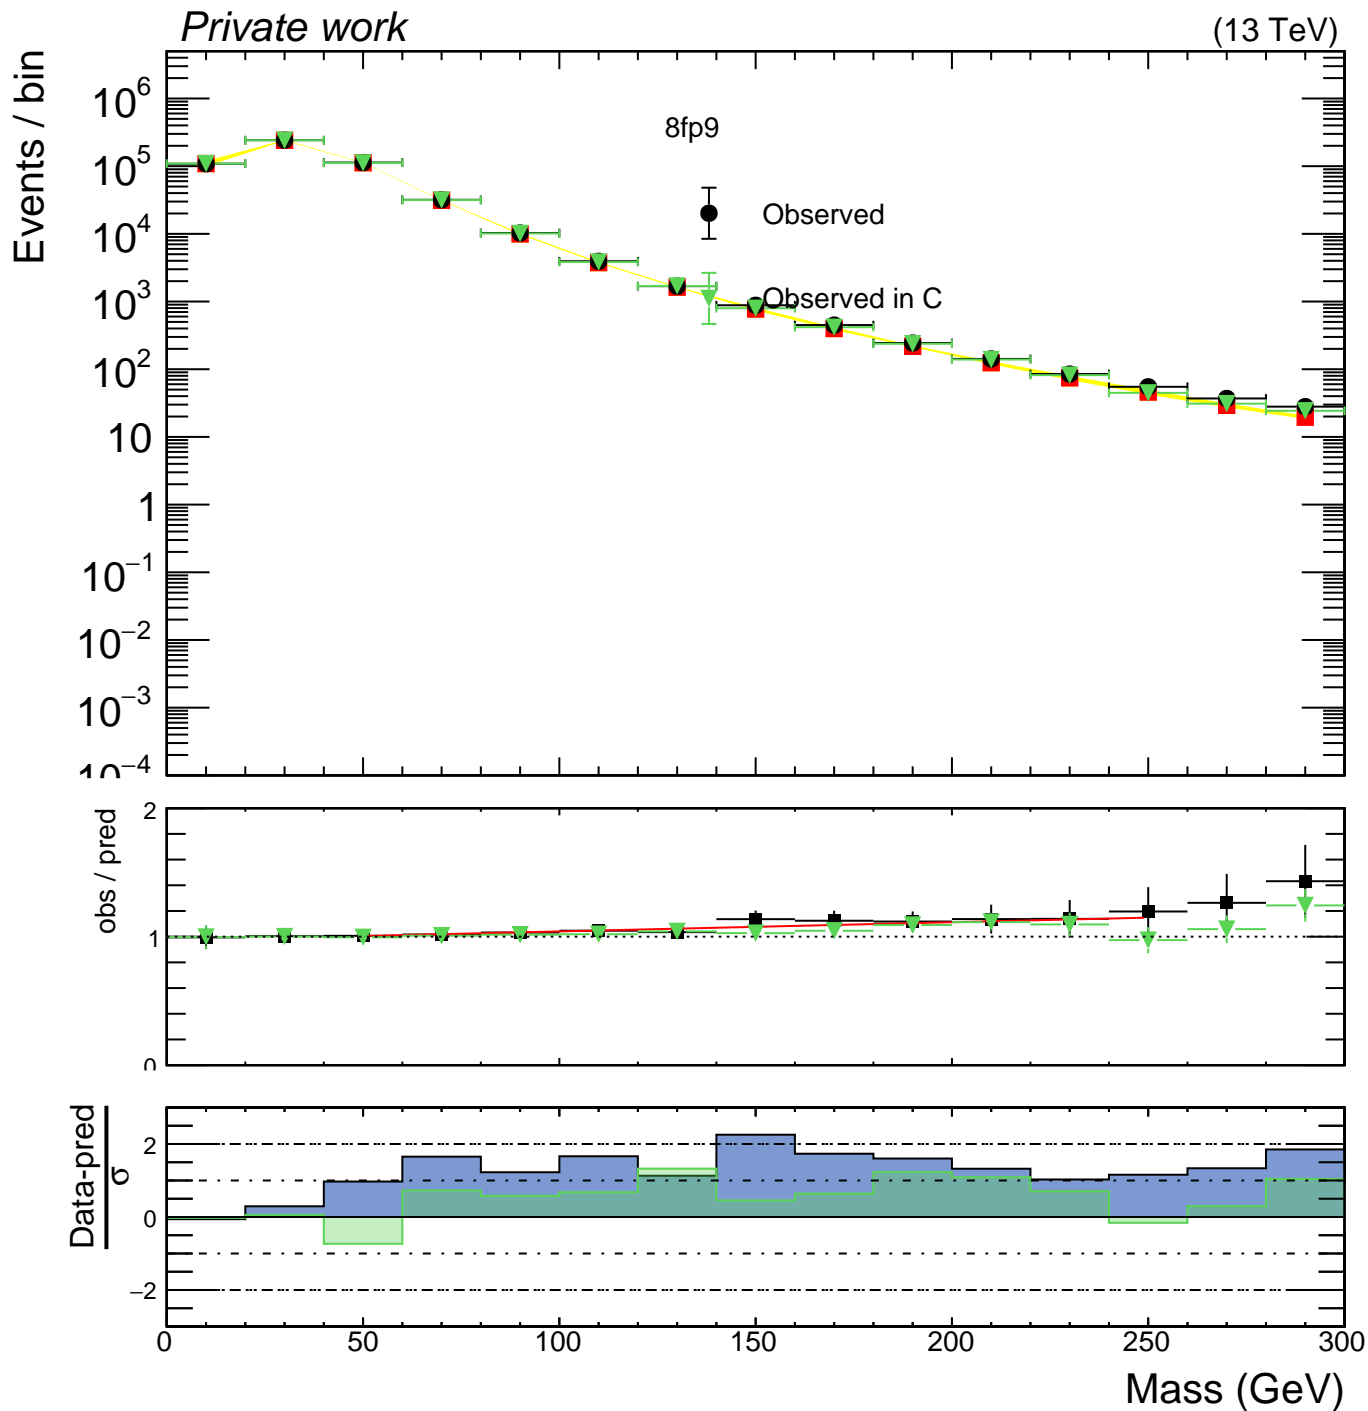 Private work
(13 TeV)
Events / bin
10^6
10^5
10^4
10^3
10^2
10
1
10^−1
10^−2
10^−3
10^−4
8fp9
Observed
Observed in C
obs / pred
2
1
0
Data-pred
σ
2
1
0
−2
0 50 100 150 200 250 300
Mass (GeV)